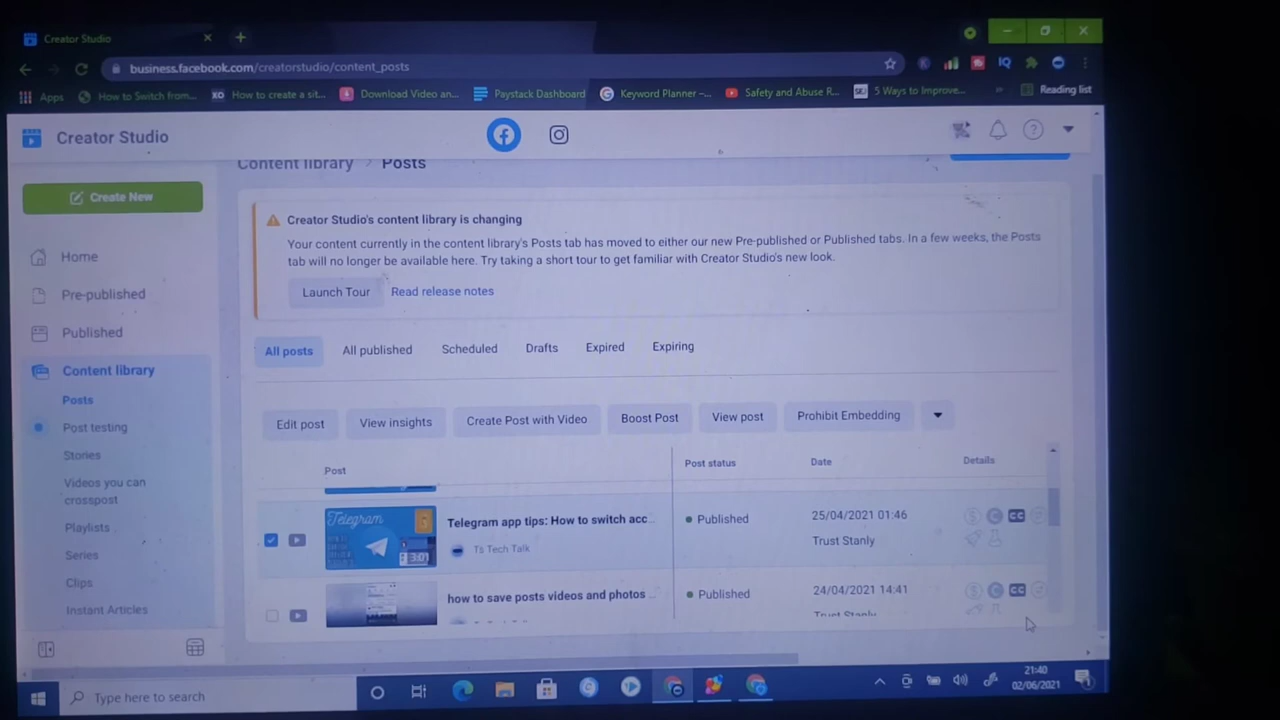 Creator Studio
business.facebook.com/creatorstudio/content_posts
Apps
How to Switch from...
How to create a sit...
Download Video an...
Paystack Dashboard
Keyword Planner –...
Safety and Abuse R...
5 Ways to Improve...
Reading list
Creator Studio
Content library
Posts
Create New
Home
Pre-published
Published
Content library
Posts
Post testing
Stories
Videos you can
crosspost
Playlists
Series
Clips
Instant Articles
Creator Studio's content library is changing
Your content currently in the content library's Posts tab has moved to either our new Pre-published or Published tabs. In a few weeks, the Posts
tab will no longer be available here. Try taking a short tour to get familiar with Creator Studio's new look.
Launch Tour
Read release notes
All posts
All published
Scheduled
Drafts
Expired
Expiring
Edit post
View insights
Create Post with Video
Boost Post
View post
Prohibit Embedding
Post
Post status
Date
Details
Telegram
3:01
Telegram app tips: How to switch acc...
Ts Tech Talk
Published
25/04/2021 01:46
Trust Stanly
CC
how to save posts videos and photos ...
Published
24/04/2021 14:41
Trust Stanly
CC
Type here to search
21:40
02/06/2021